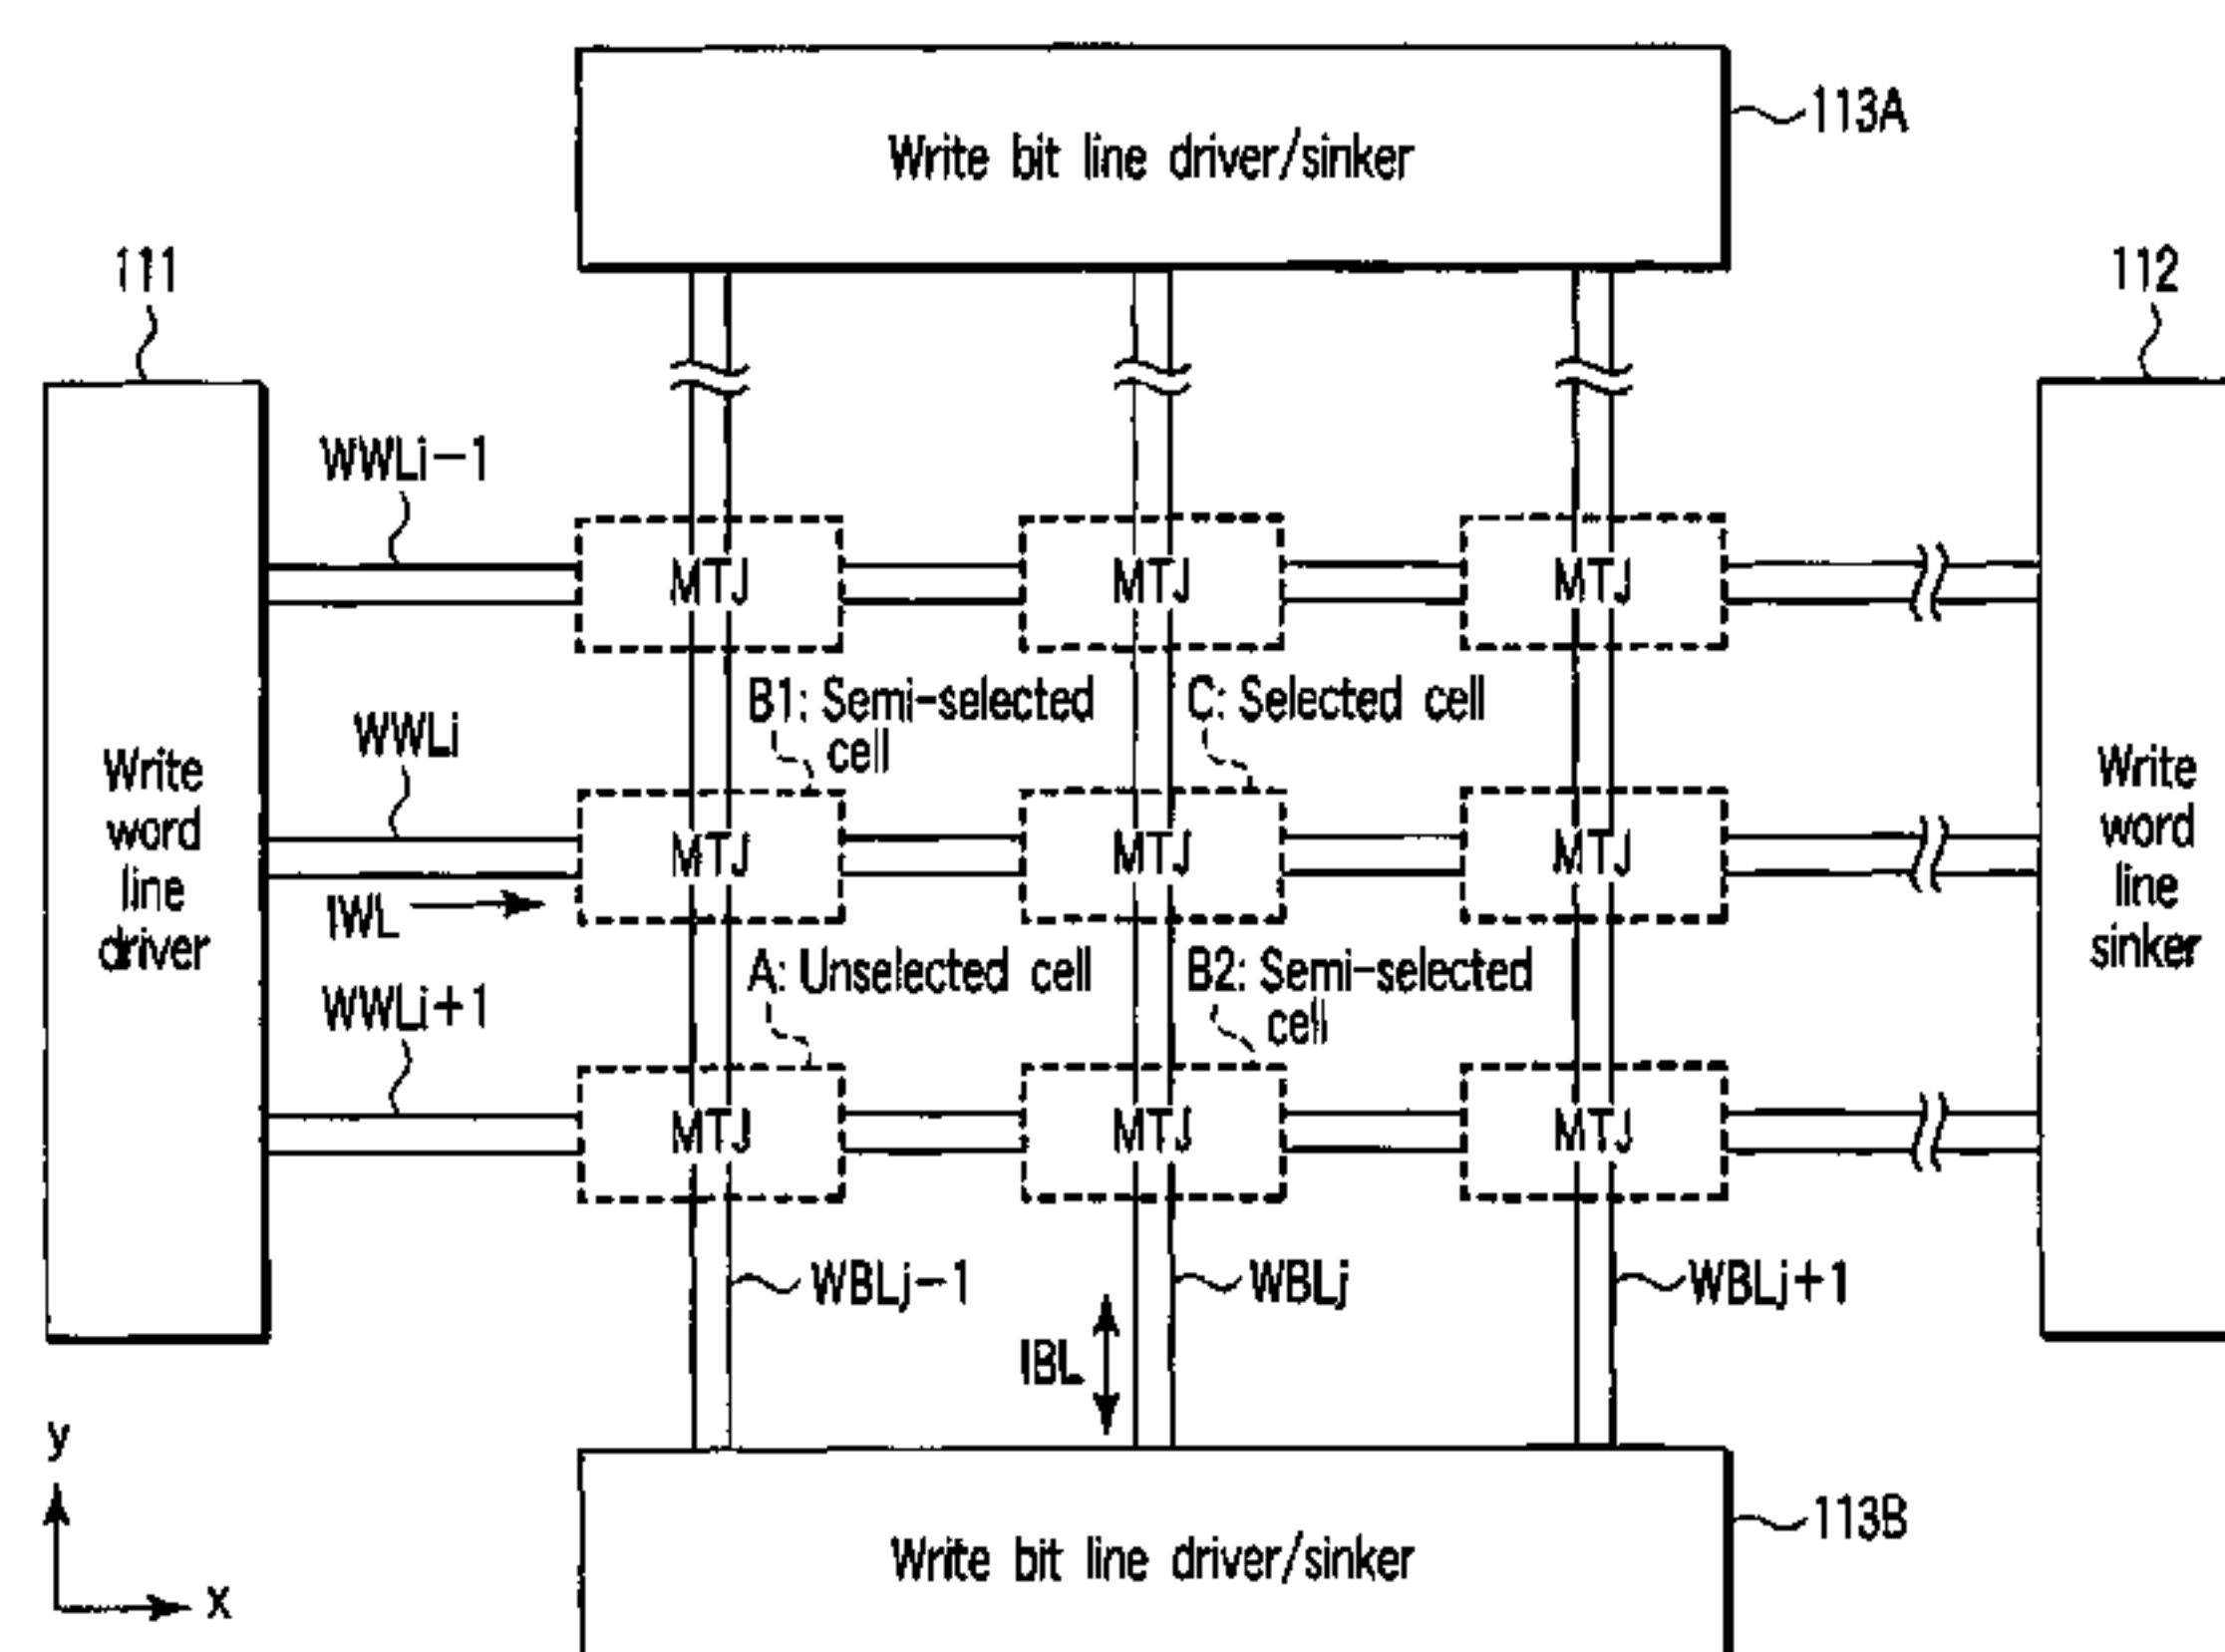 Write bit line driver/sinker
113A
111
112
WWLi-1
MTJ
MTJ
MTJ
B1: Semi-selected
cell
C: Selected cell
WWLi
Write
word
line
driver
Write
word
line
sinker
MTJ
MTJ
MTJ
IWL
A: Unselected cell
B2: Semi-selected
cell
WWLi+1
MTJ
MTJ
MTJ
WBLj-1
WBLj
WBLj+1
IBL
y
x
Write bit line driver/sinker
113B